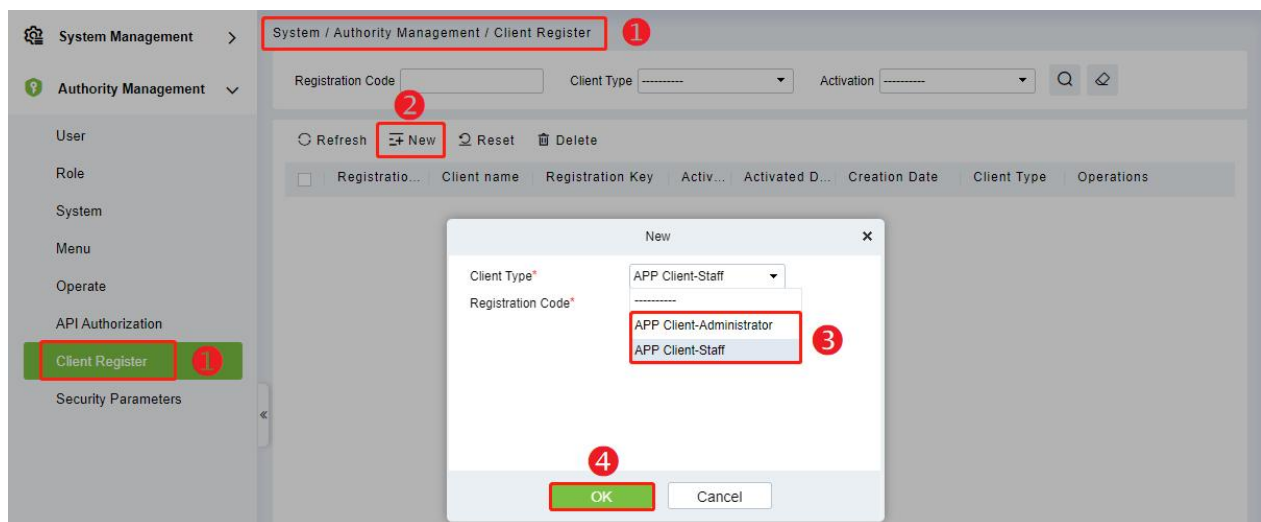 System Management
Authority Management
User
Role
System
Menu
Operate
API Authorization
Client Register
1
Security Parameters
System / Authority Management / Client Register
1
Registration Code
Client Type ----------
Activation ----------
2
Refresh New Reset Delete
Registratio... Client name Registration Key Activ... Activated D... Creation Date Client Type Operations
New
Client Type* APP Client-Staff
Registration Code*
----------
APP Client-Administrator
APP Client-Staff
3
4
OK Cancel